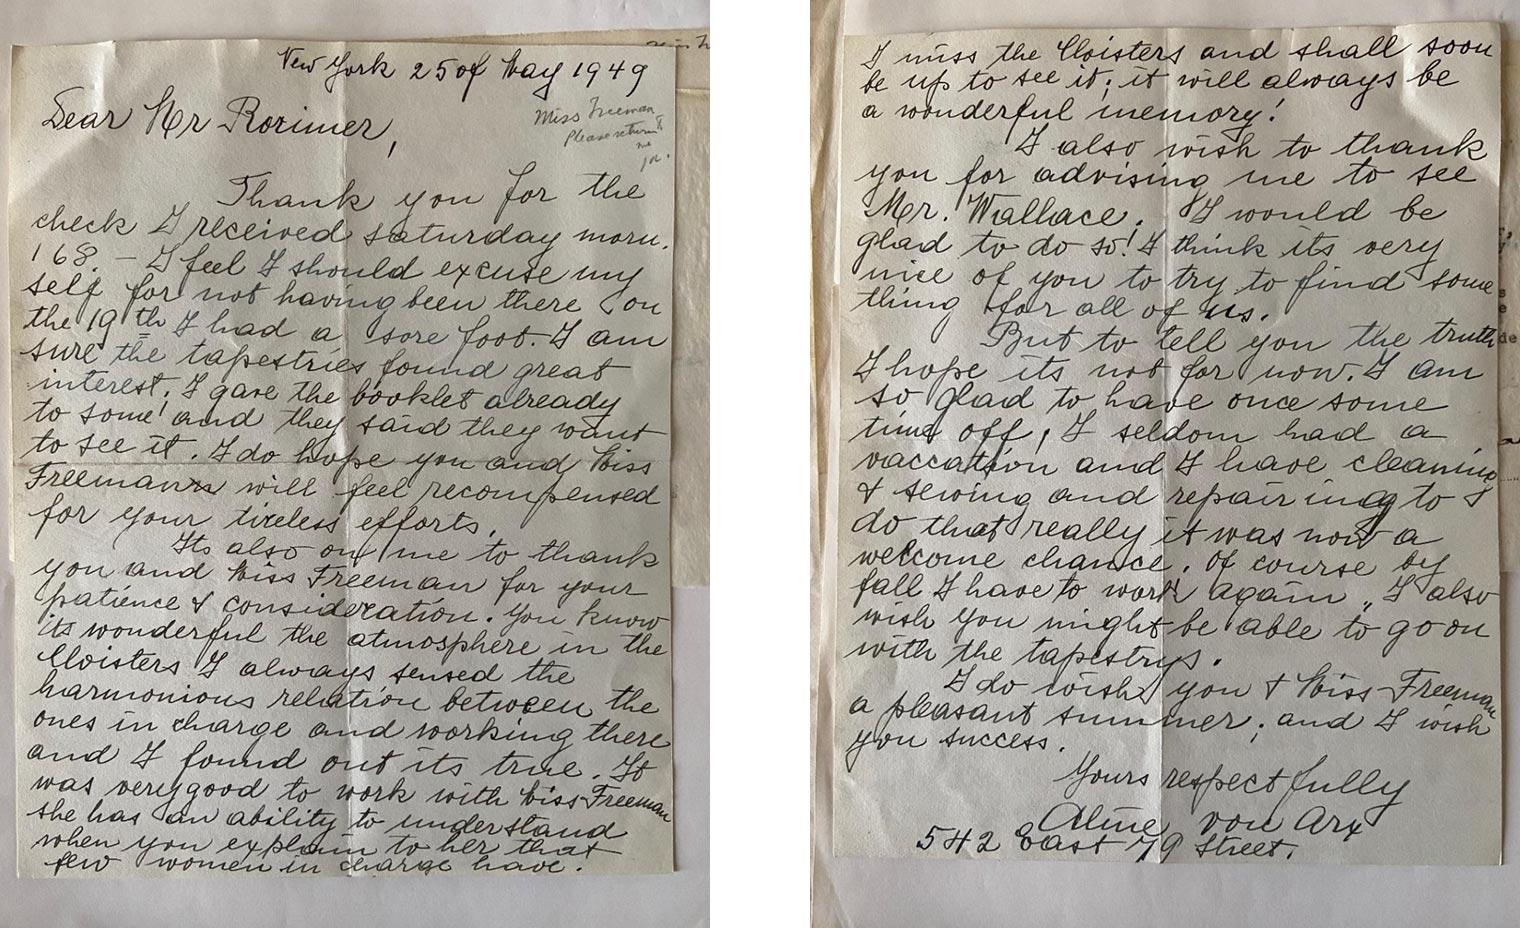 New York 25 of May 1949
Dear Mr Rorimer,
Miss Freeman
Please return to
me
Thank you for the
check I received saturday morn.
168. – I feel I should excuse my
self for not having been there on
the 19th I had a sore foot. I am
sure the tapestries found great
interest. I gave the booklet already
to some and they said they want
to see it. I do hope you and Miss
Freeman will feel recompensed
for your tireless efforts.
Its also on me to thank
you and Miss Freeman for your
patience & consideration. You know
its wonderful the atmosphere in the
Cloisters I always sensed the
harmonious relation between the
ones in charge and working there
and I found out its true. It
was very good to work with Miss Freeman
she has an ability to understand
when you explain to her that
few women in charge have.
I miss the Cloisters and shall soon
be up to see it; it will always be
a wonderful memory!
I also wish to thank
you for advising me to see
Mr. Wallace. I would be
glad to do so! I think its very
nice of you to try to find some
thing for all of us.
But to tell you the truth
I hope its not for now. I am
so glad to have once some
time off, I seldom had a
vaccation and I have cleaning
& sewing and repairing to
do that really it was now a
welcome chance. Of course by
fall I have to work again. I also
wish you might be able to go on
with the tapestrys.
I do wish you & Miss Freeman
a pleasant summer; and I wish
you success.
Yours respectfully
Aline von Arx
542 East 79 Street.